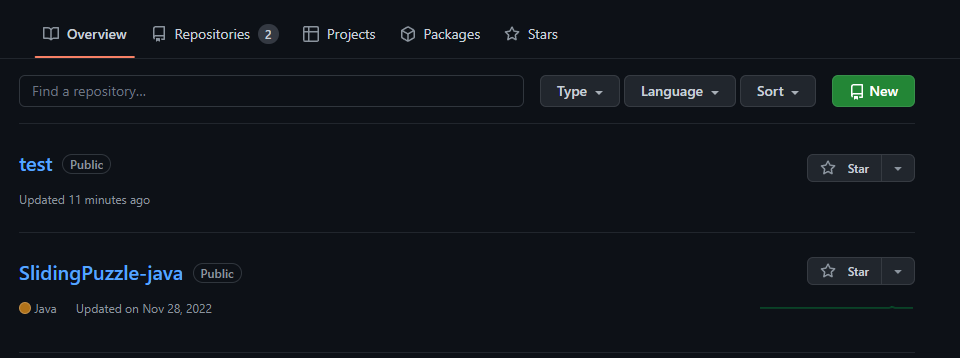 Overview Repositories 2 Projects Packages Stars
Find a repository... Type Language Sort New
test Public Star
Updated 11 minutes ago
SlidingPuzzle-java Public Star
Java Updated on Nov 28, 2022